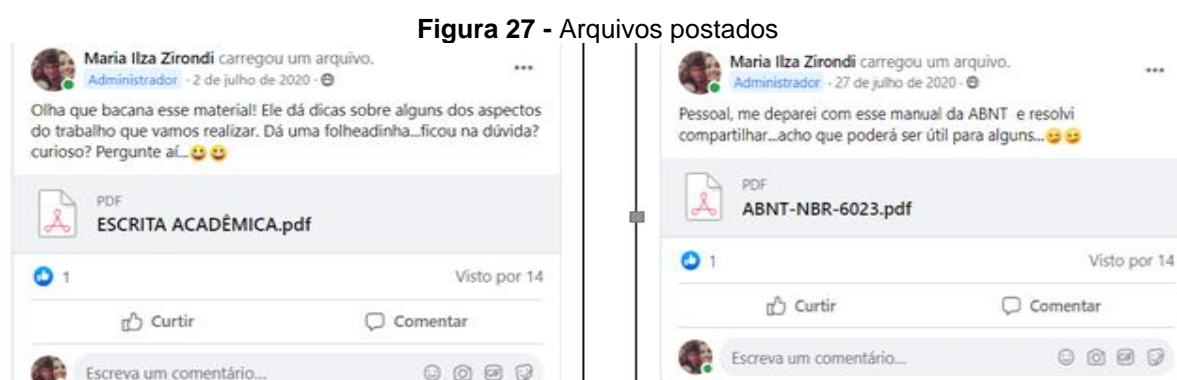 Figura 27 - Arquivos postados
Maria Ilza Zirondi carregou um arquivo.
Administrador · 2 de julho de 2020 ·
Olha que bacana esse material! Ele dá dicas sobre alguns dos aspectos
do trabalho que vamos realizar. Dá uma folheadinha...ficou na dúvida?
curioso? Pergunte aí...
PDF
ESCRITA ACADÊMICA.pdf
1
Visto por 14
Curtir
Comentar
Escreva um comentário...
GIF
Maria Ilza Zirondi carregou um arquivo.
Administrador · 27 de julho de 2020 ·
Pessoal, me deparei com esse manual da ABNT e resolvi
compartilhar...acho que poderá ser útil para alguns...
PDF
ABNT-NBR-6023.pdf
1
Visto por 14
Curtir
Comentar
Escreva um comentário...
GIF